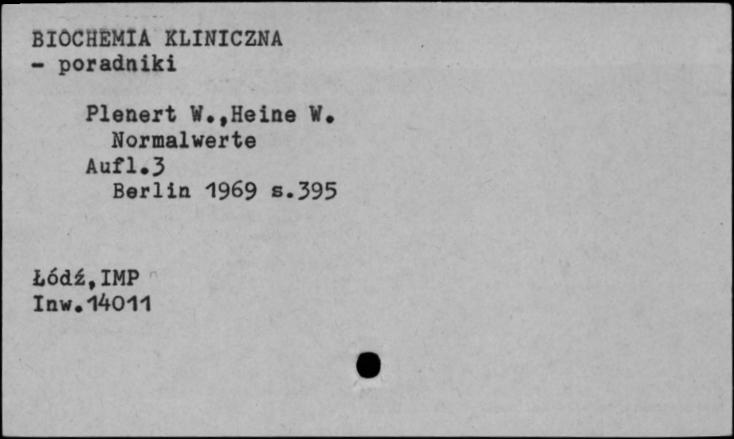 BIOCHEMIA KLINICZNA
- poradniki
Plenert W.,Heine W.
Normalwerte
Aufl.3
Berlin 1969 s.395
Łódź,IMP
Inw.14011